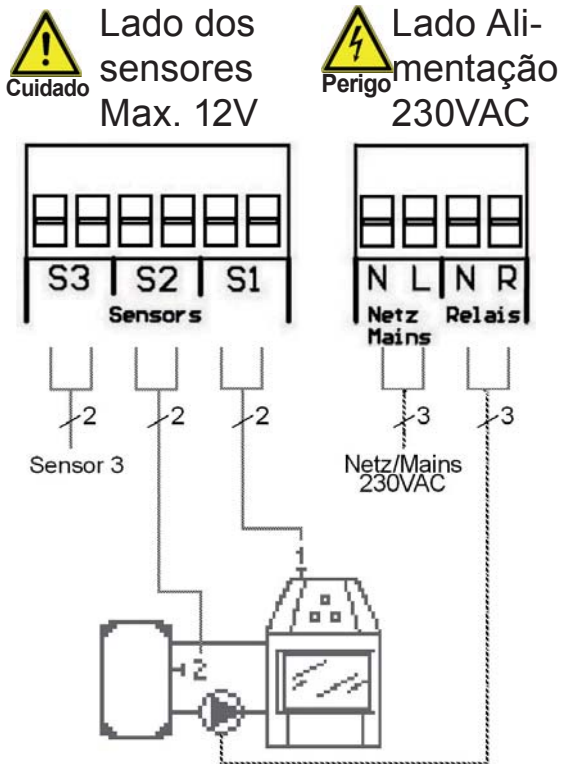 Cuidado
Lado dos
sensores
Max. 12V
Perigo
Lado Ali-
mentação
230VAC
S3 S2 S1
Sensors
N L N R
Netz Relais
Mains
2 2 2 3 3
Sensor 3
Netz/Mains
230VAC
1
2